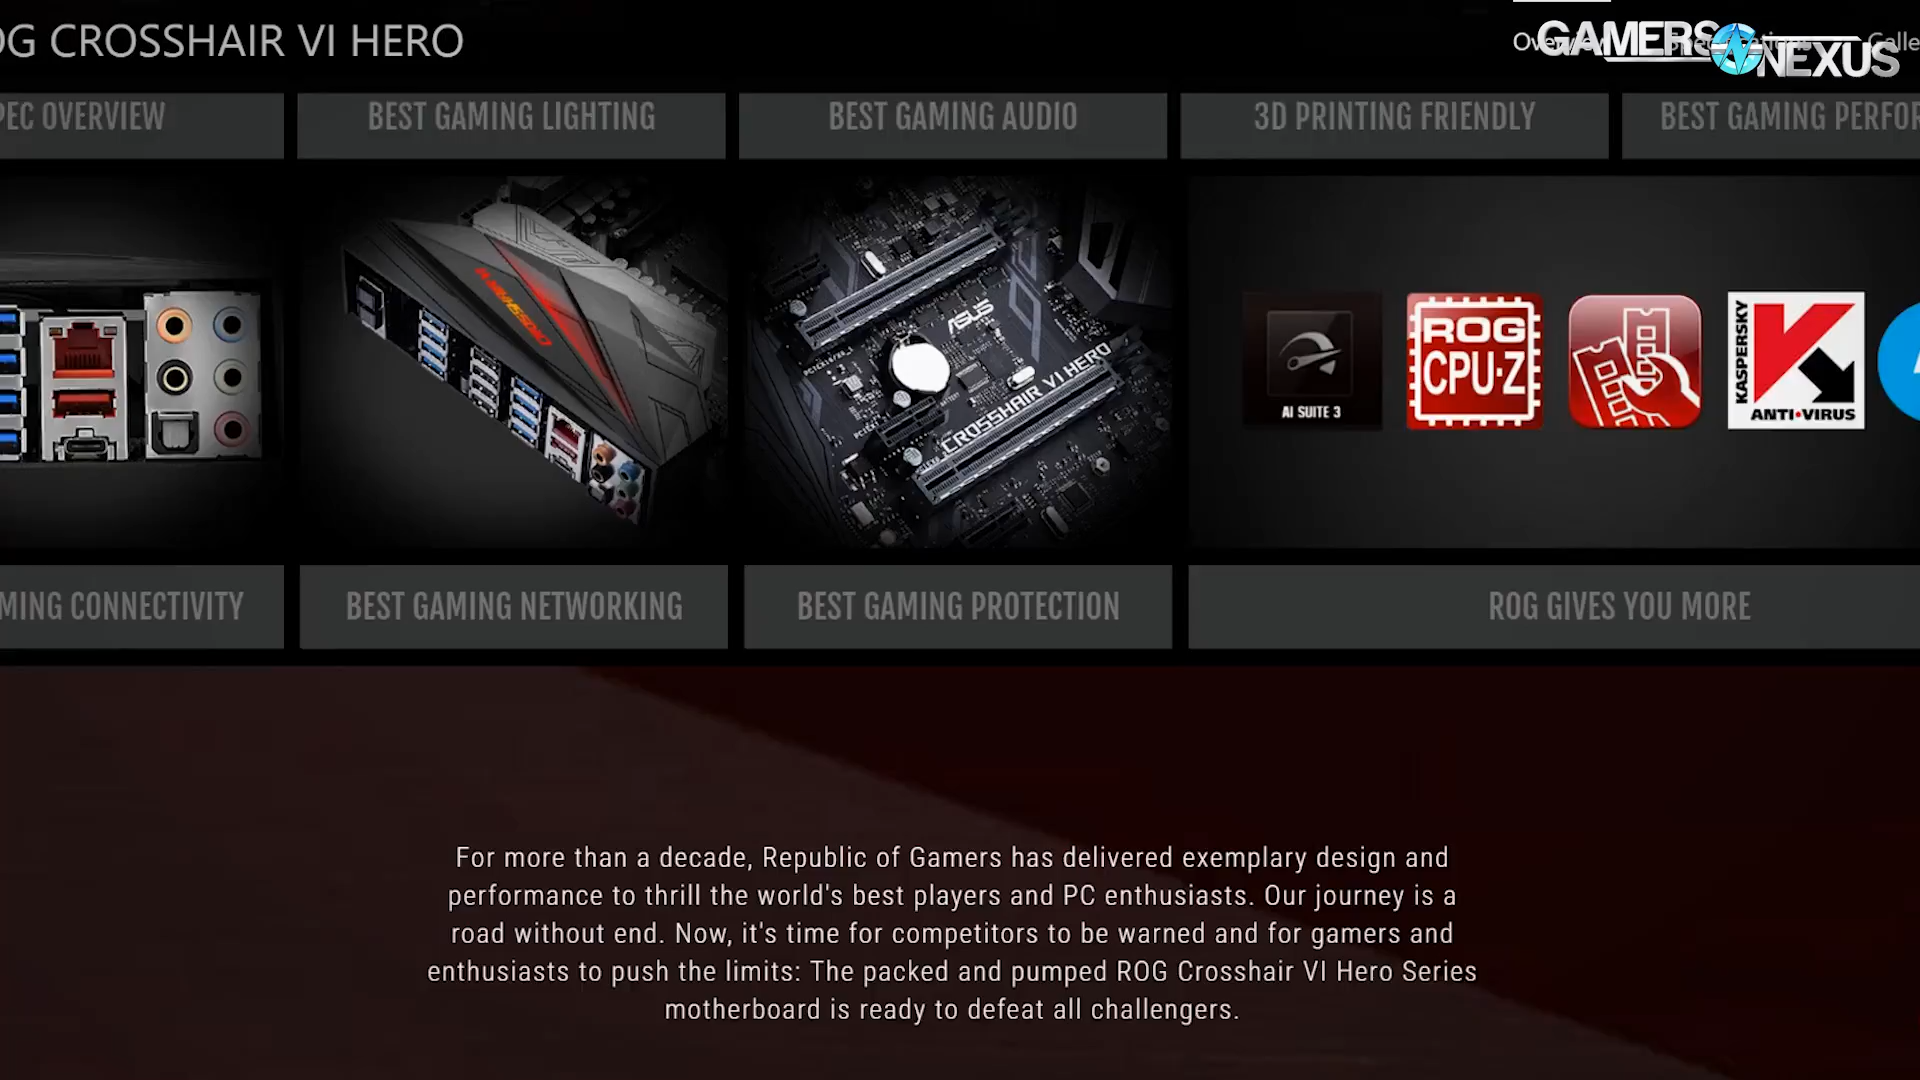 OG CROSSHAIR VI HERO
GAMERS NEXUS
PEC OVERVIEW
BEST GAMING LIGHTING
BEST GAMING AUDIO
3D PRINTING FRIENDLY
BEST GAMING PERFOR
ASUS
CROSSHAIR VI HERO
AI SUITE 3
ROG
CPU-Z
KASPERSKY
ANTI•VIRUS
MING CONNECTIVITY
BEST GAMING NETWORKING
BEST GAMING PROTECTION
ROG GIVES YOU MORE
For more than a decade, Republic of Gamers has delivered exemplary design and
performance to thrill the world's best players and PC enthusiasts. Our journey is a
road without end. Now, it's time for competitors to be warned and for gamers and
enthusiasts to push the limits: The packed and pumped ROG Crosshair VI Hero Series
motherboard is ready to defeat all challengers.